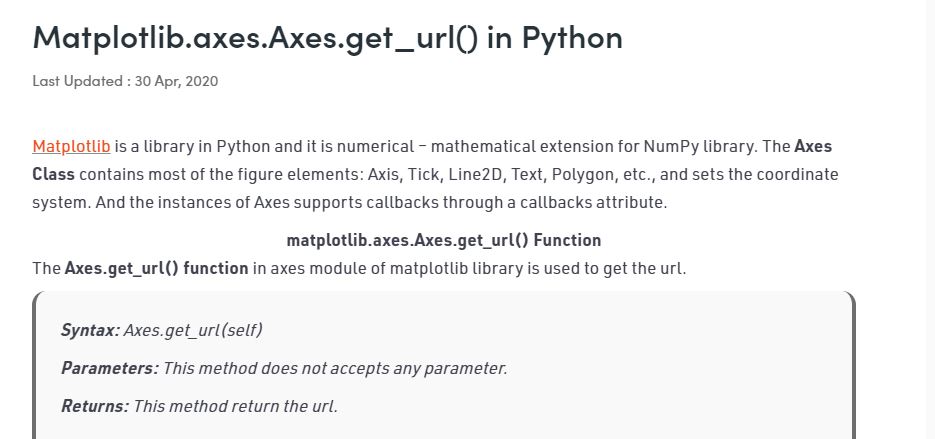 Matplotlib.axes.Axes.get_url() in Python
Last Updated : 30 Apr, 2020
Matplotlib is a library in Python and it is numerical – mathematical extension for NumPy library. The Axes
Class contains most of the figure elements: Axis, Tick, Line2D, Text, Polygon, etc., and sets the coordinate
system. And the instances of Axes supports callbacks through a callbacks attribute.
matplotlib.axes.Axes.get_url() Function
The Axes.get_url() function in axes module of matplotlib library is used to get the url.
Syntax: Axes.get_url(self)
Parameters: This method does not accepts any parameter.
Returns: This method return the url.